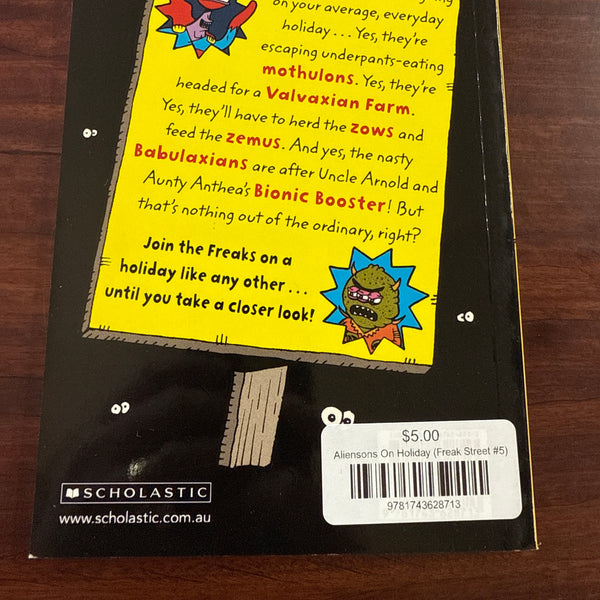 on your average, everyday
holiday . . . Yes, they're
escaping underpants-eating
mothulons. Yes, they're
headed for a Valvaxian Farm.
Yes, they'll have to herd the zows and
feed the zemus. And yes, the nasty
Babulaxians are after Uncle Arnold and
Aunty Anthea's Bionic Booster! But
that's nothing out of the ordinary, right?
Join the Freaks on a
holiday like any other . . .
until you take a closer look!
$5.00
Aliensons On Holiday (Freak Street #5)
9781743628713
SCHOLASTIC
www.scholastic.com.au